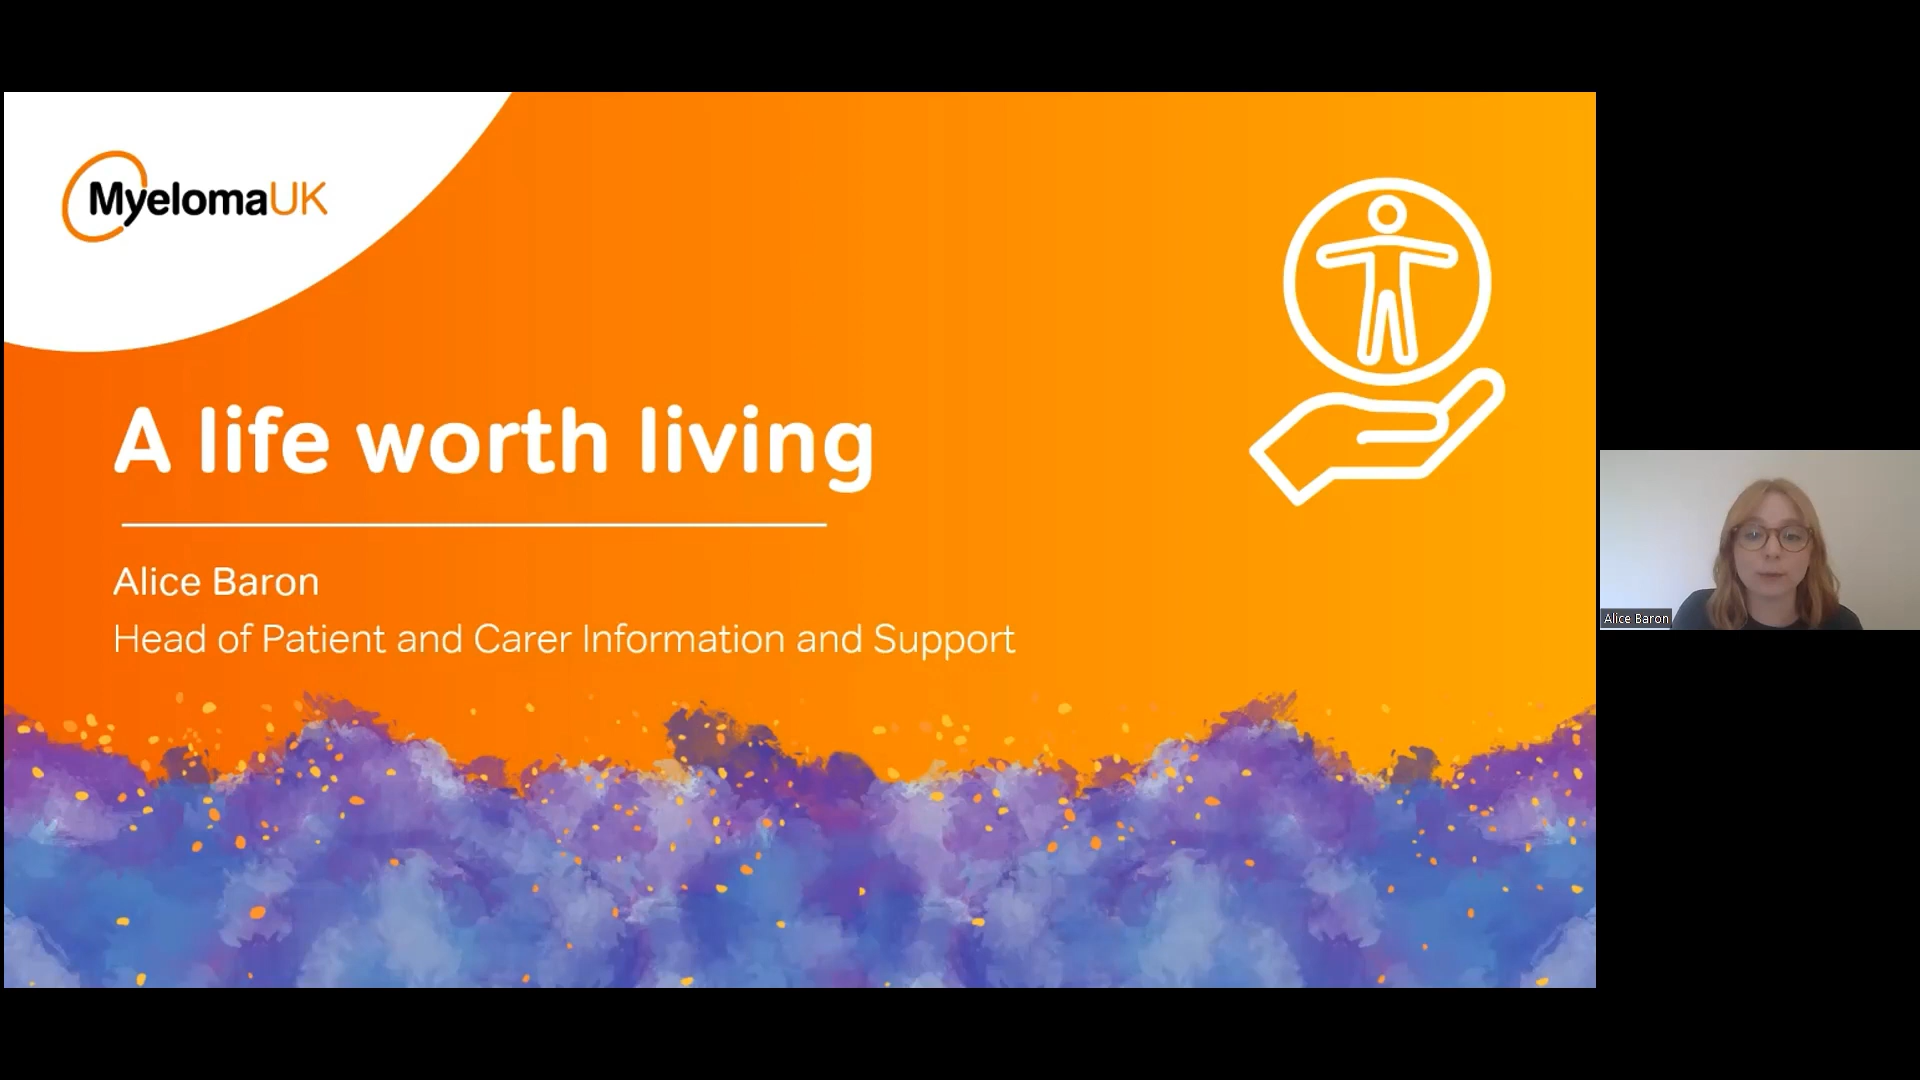 MyelomaUK
A life worth living
Alice Baron
Head of Patient and Carer Information and Support
Alice Baron